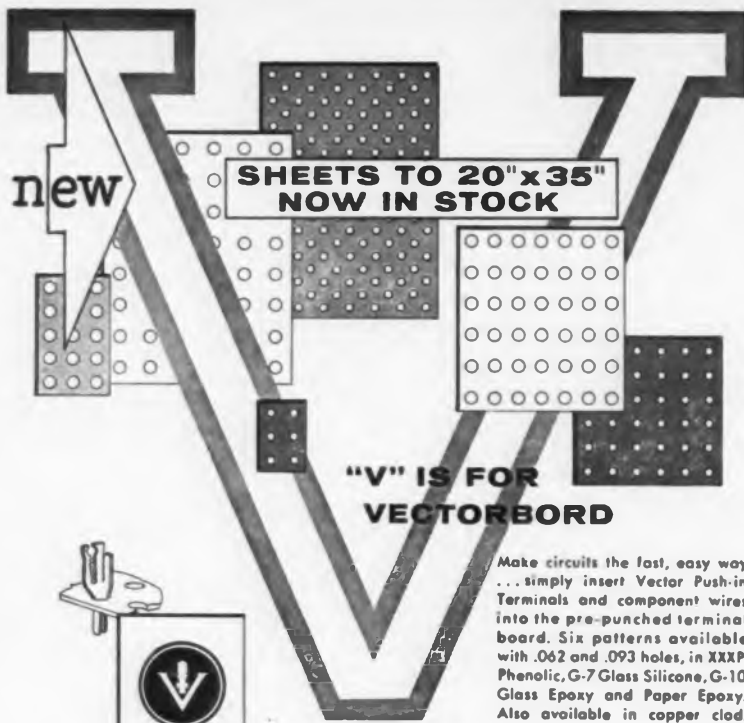 new
SHEETS TO 20"x35"
NOW IN STOCK
"V" IS FOR
VECTORBORD
Make circuits the fast, easy way
...simply insert Vector Push-in
Terminals and component wires
into the pre-punched terminal
board. Six patterns available
with .062 and .093 holes, in XXXP
Phenolic, G-7 Glass Silicone, G-10
Glass Epoxy and Paper Epoxy.
Also available in copper clad.
V